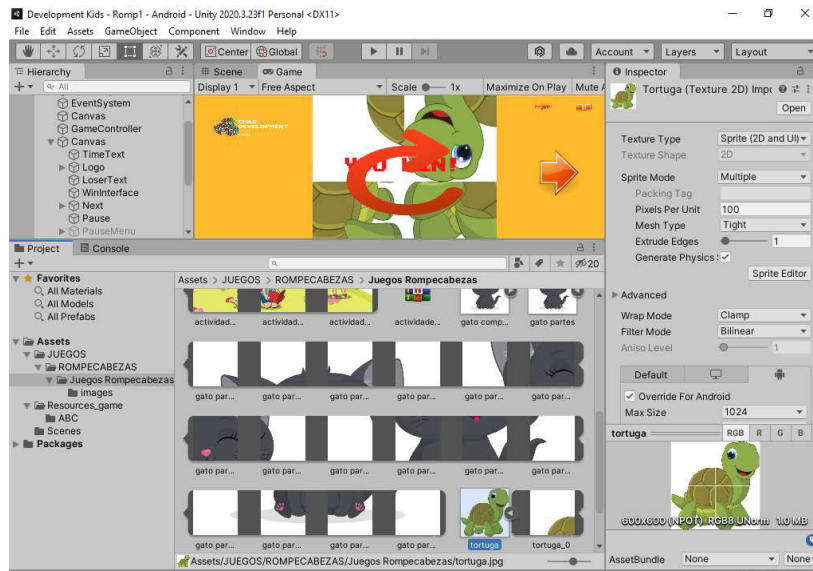 Development Kids - Romp1 - Android - Unity 2020.3.23f1 Personal <DX11>
File Edit Assets GameObject Component Window Help
Center Global Account Layers Layout
Hierarchy Scene Game Inspector
All Display 1 Free Aspect Scale 1x Maximize On Play Mute A
Tortuga (Texture 2D) Impo
Open
EventSystem
Canvas
GameController
Canvas
TimeText
Logo
LoserText
WinInterface
Next
Pause
PauseMenu
CHILD
DEVELOPMENT
YOU WIN!
Texture Type Sprite (2D and UI)
Texture Shape 2D
Sprite Mode Multiple
Packing Tag
Pixels Per Unit 100
Mesh Type Tight
Extrude Edges 1
Generate Physics S
Sprite Editor
Advanced
Wrap Mode Clamp
Filter Mode Bilinear
Aniso Level 1
Default
Override For Android
Max Size 1024
Project Console
20
Favorites
All Materials
All Models
All Prefabs
Assets
JUEGOS
ROMPECABEZAS
Juegos Rompecabezas
images
Resources_game
ABC
Scenes
Packages
Assets > JUEGOS > ROMPECABEZAS > Juegos Rompecabezas
actividad... actividad... actividad... actividade... gato comp... gato partes
gato par... gato par... gato par... gato par... gato par... gato par...
gato par... gato par... gato par... gato par... gato par... gato par...
gato par... gato par... gato par... gato par... tortuga tortuga_0
Assets/JUEGOS/ROMPECABEZAS/Juegos Rompecabezas/tortuga.jpg
tortuga RGB R G B
600x600 (NPOT) RGB8 UNorm 1.0 MB
AssetBundle None None